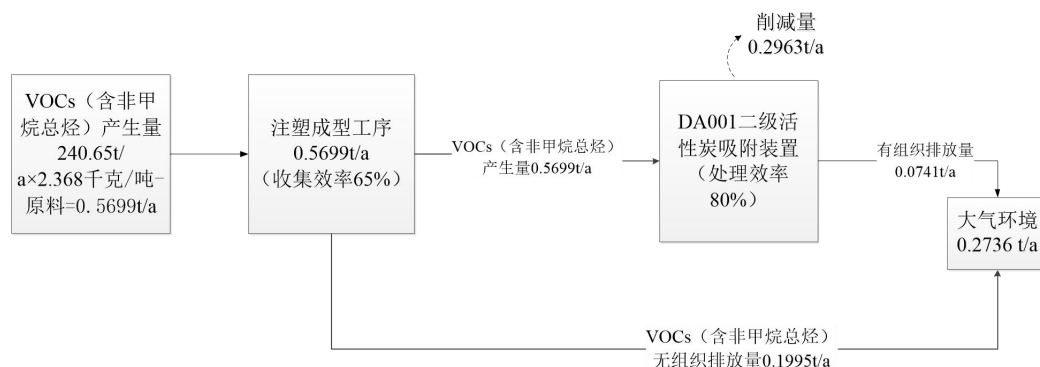 VOCs（含非甲
烷总烃）产生量
240.65t/
a×2.368千克/吨-
原料=0.5699t/a
注塑成型工序
0.5699t/a
（收集效率65%）
VOCs（含非甲烷总烃）
产生量0.5699t/a
削减量
0.2963t/a
DA001二级活
性炭吸附装置
（处理效率
80%）
有组织排放量
0.0741t/a
大气环境
0.2736 t/a
VOCs（含非甲烷总烃）
无组织排放量0.1995t/a